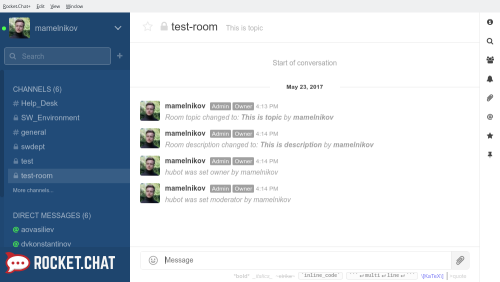 Rocket.Chat+ Edit View Window
mamelnikov
Search
CHANNELS (6)
# Help_Desk
SW_Environment
# general
swdept
test
test-room
More channels...
DIRECT MESSAGES (6)
@ aovasiliev
@ dvkonstantinov
ROCKET.CHAT
test-room This is topic
Start of conversation
May 23, 2017
mamelnikov Admin Owner 4:13 PM
Room topic changed to: This is topic by mamelnikov
mamelnikov Admin Owner 4:14 PM
Room description changed to: This is description by mamelnikov
mamelnikov Admin Owner 4:14 PM
hubot was set owner by mamelnikov
mamelnikov Admin Owner 4:14 PM
hubot was set moderator by mamelnikov
Message
*bold* _italics_ ~strike~ `inline_code` ```multi line``` \[KaTeX\] >quote